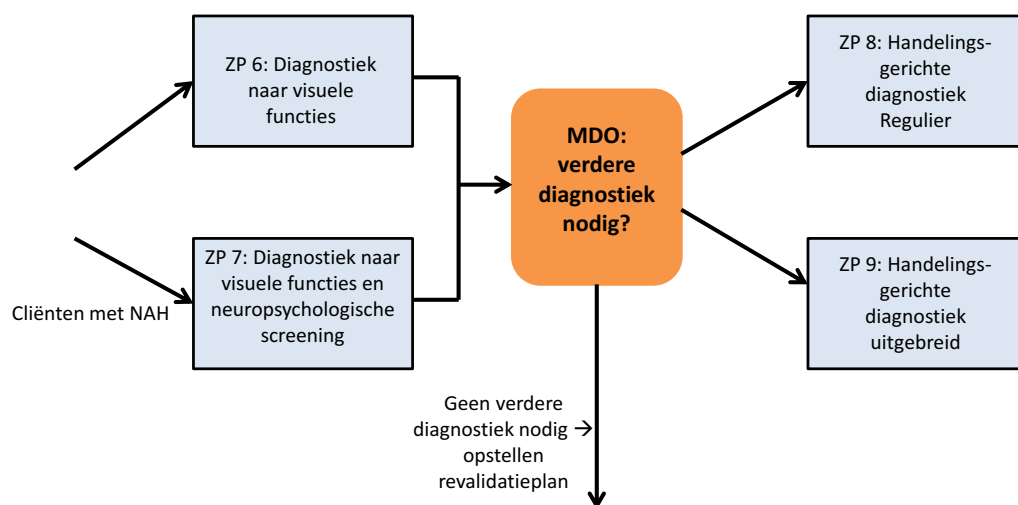 ZP 6: Diagnostiek
naar visuele
functies
ZP 7: Diagnostiek naar
visuele functies en
neuropsychologische
screening
Cliënten met NAH
MDO:
verdere
diagnostiek
nodig?
Geen verdere
diagnostiek nodig →
opstellen
revalidatieplan
ZP 8: Handelings-
gerichte
diagnostiek
Regulier
ZP 9: Handelings-
gerichte
diagnostiek
uitgebreid